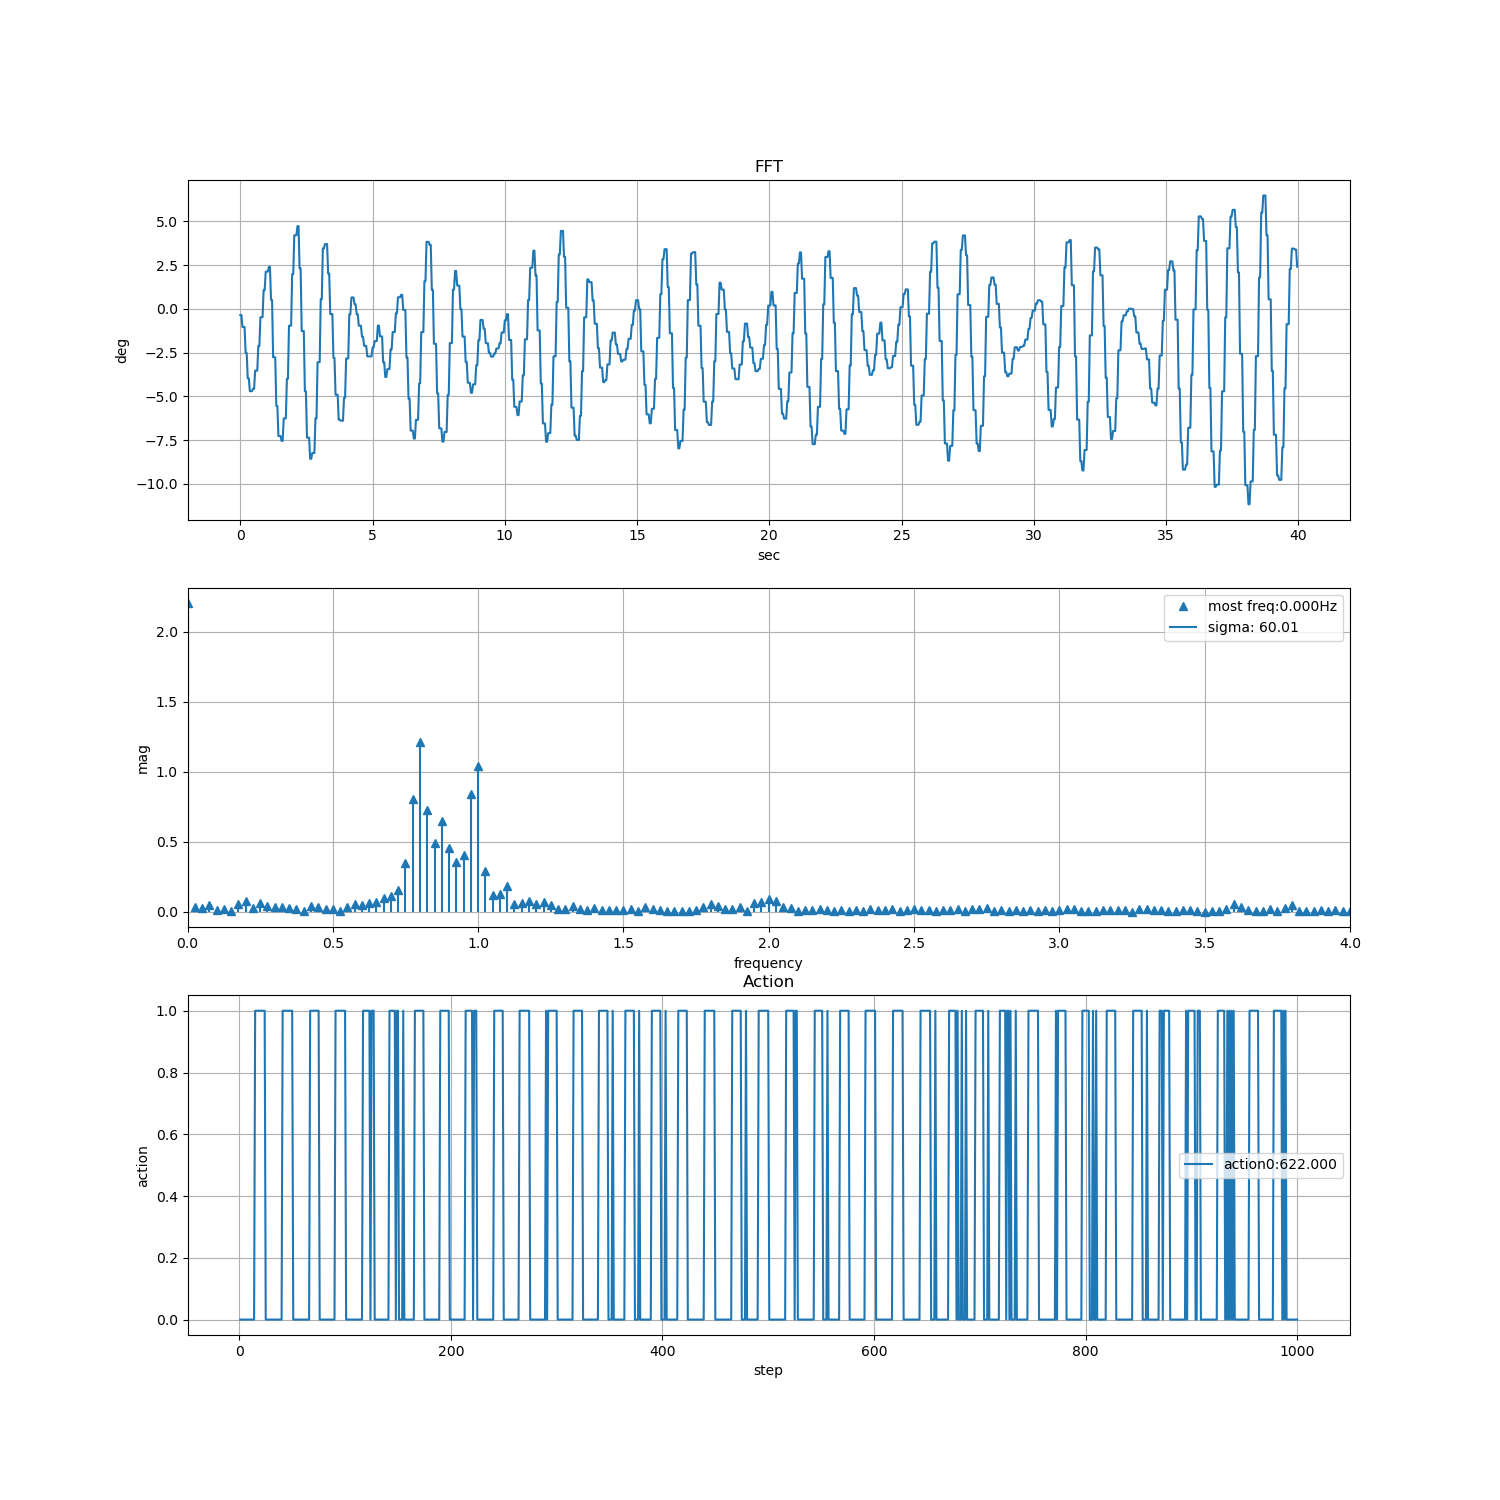 FFT
deg
5.0
2.5
0.0
−2.5
−5.0
−7.5
−10.0
0 5 10 15 20 25 30 35 40
sec
mag
2.0
1.5
1.0
0.5
0.0
most freq:0.000Hz
sigma: 60.01
0.0 0.5 1.0 1.5 2.0 2.5 3.0 3.5 4.0
frequency
Action
action
1.0
0.8
0.6
0.4
0.2
0.0
action0:622.000
0 200 400 600 800 1000
step